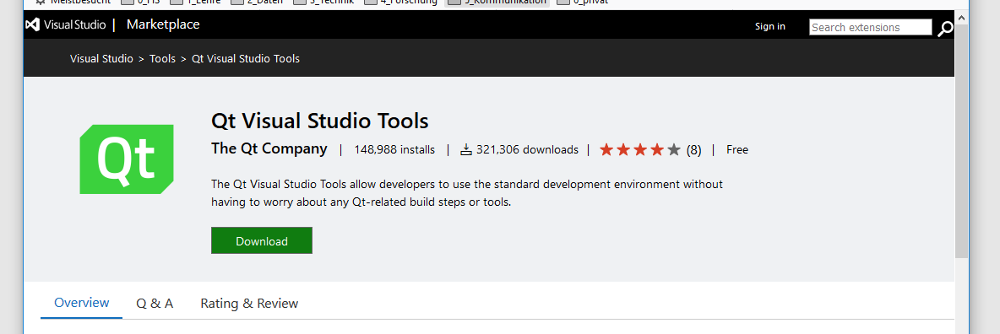 Meistbesucht 0_HS 1_Lehre 2_Daten 3_Technik 4_Forschung 5_Kommunikation 6_privat
Visual Studio | Marketplace Sign in Search extensions
Visual Studio > Tools > Qt Visual Studio Tools
Qt
Qt Visual Studio Tools
The Qt Company | 148,988 installs | 321,306 downloads | (8) | Free
The Qt Visual Studio Tools allow developers to use the standard development environment without
having to worry about any Qt-related build steps or tools.
Download
Overview Q & A Rating & Review